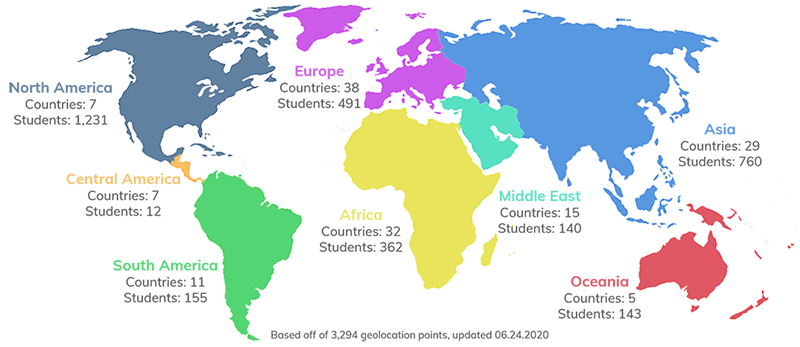 North America
Countries: 7
Students: 1,231
Europe
Countries: 38
Students: 491
Asia
Countries: 29
Students: 760
Central America
Countries: 7
Students: 12
Africa
Countries: 32
Students: 362
Middle East
Countries: 15
Students: 140
South America
Countries: 11
Students: 155
Oceania
Countries: 5
Students: 143
Based off of 3,294 geolocation points, updated 06.24.2020